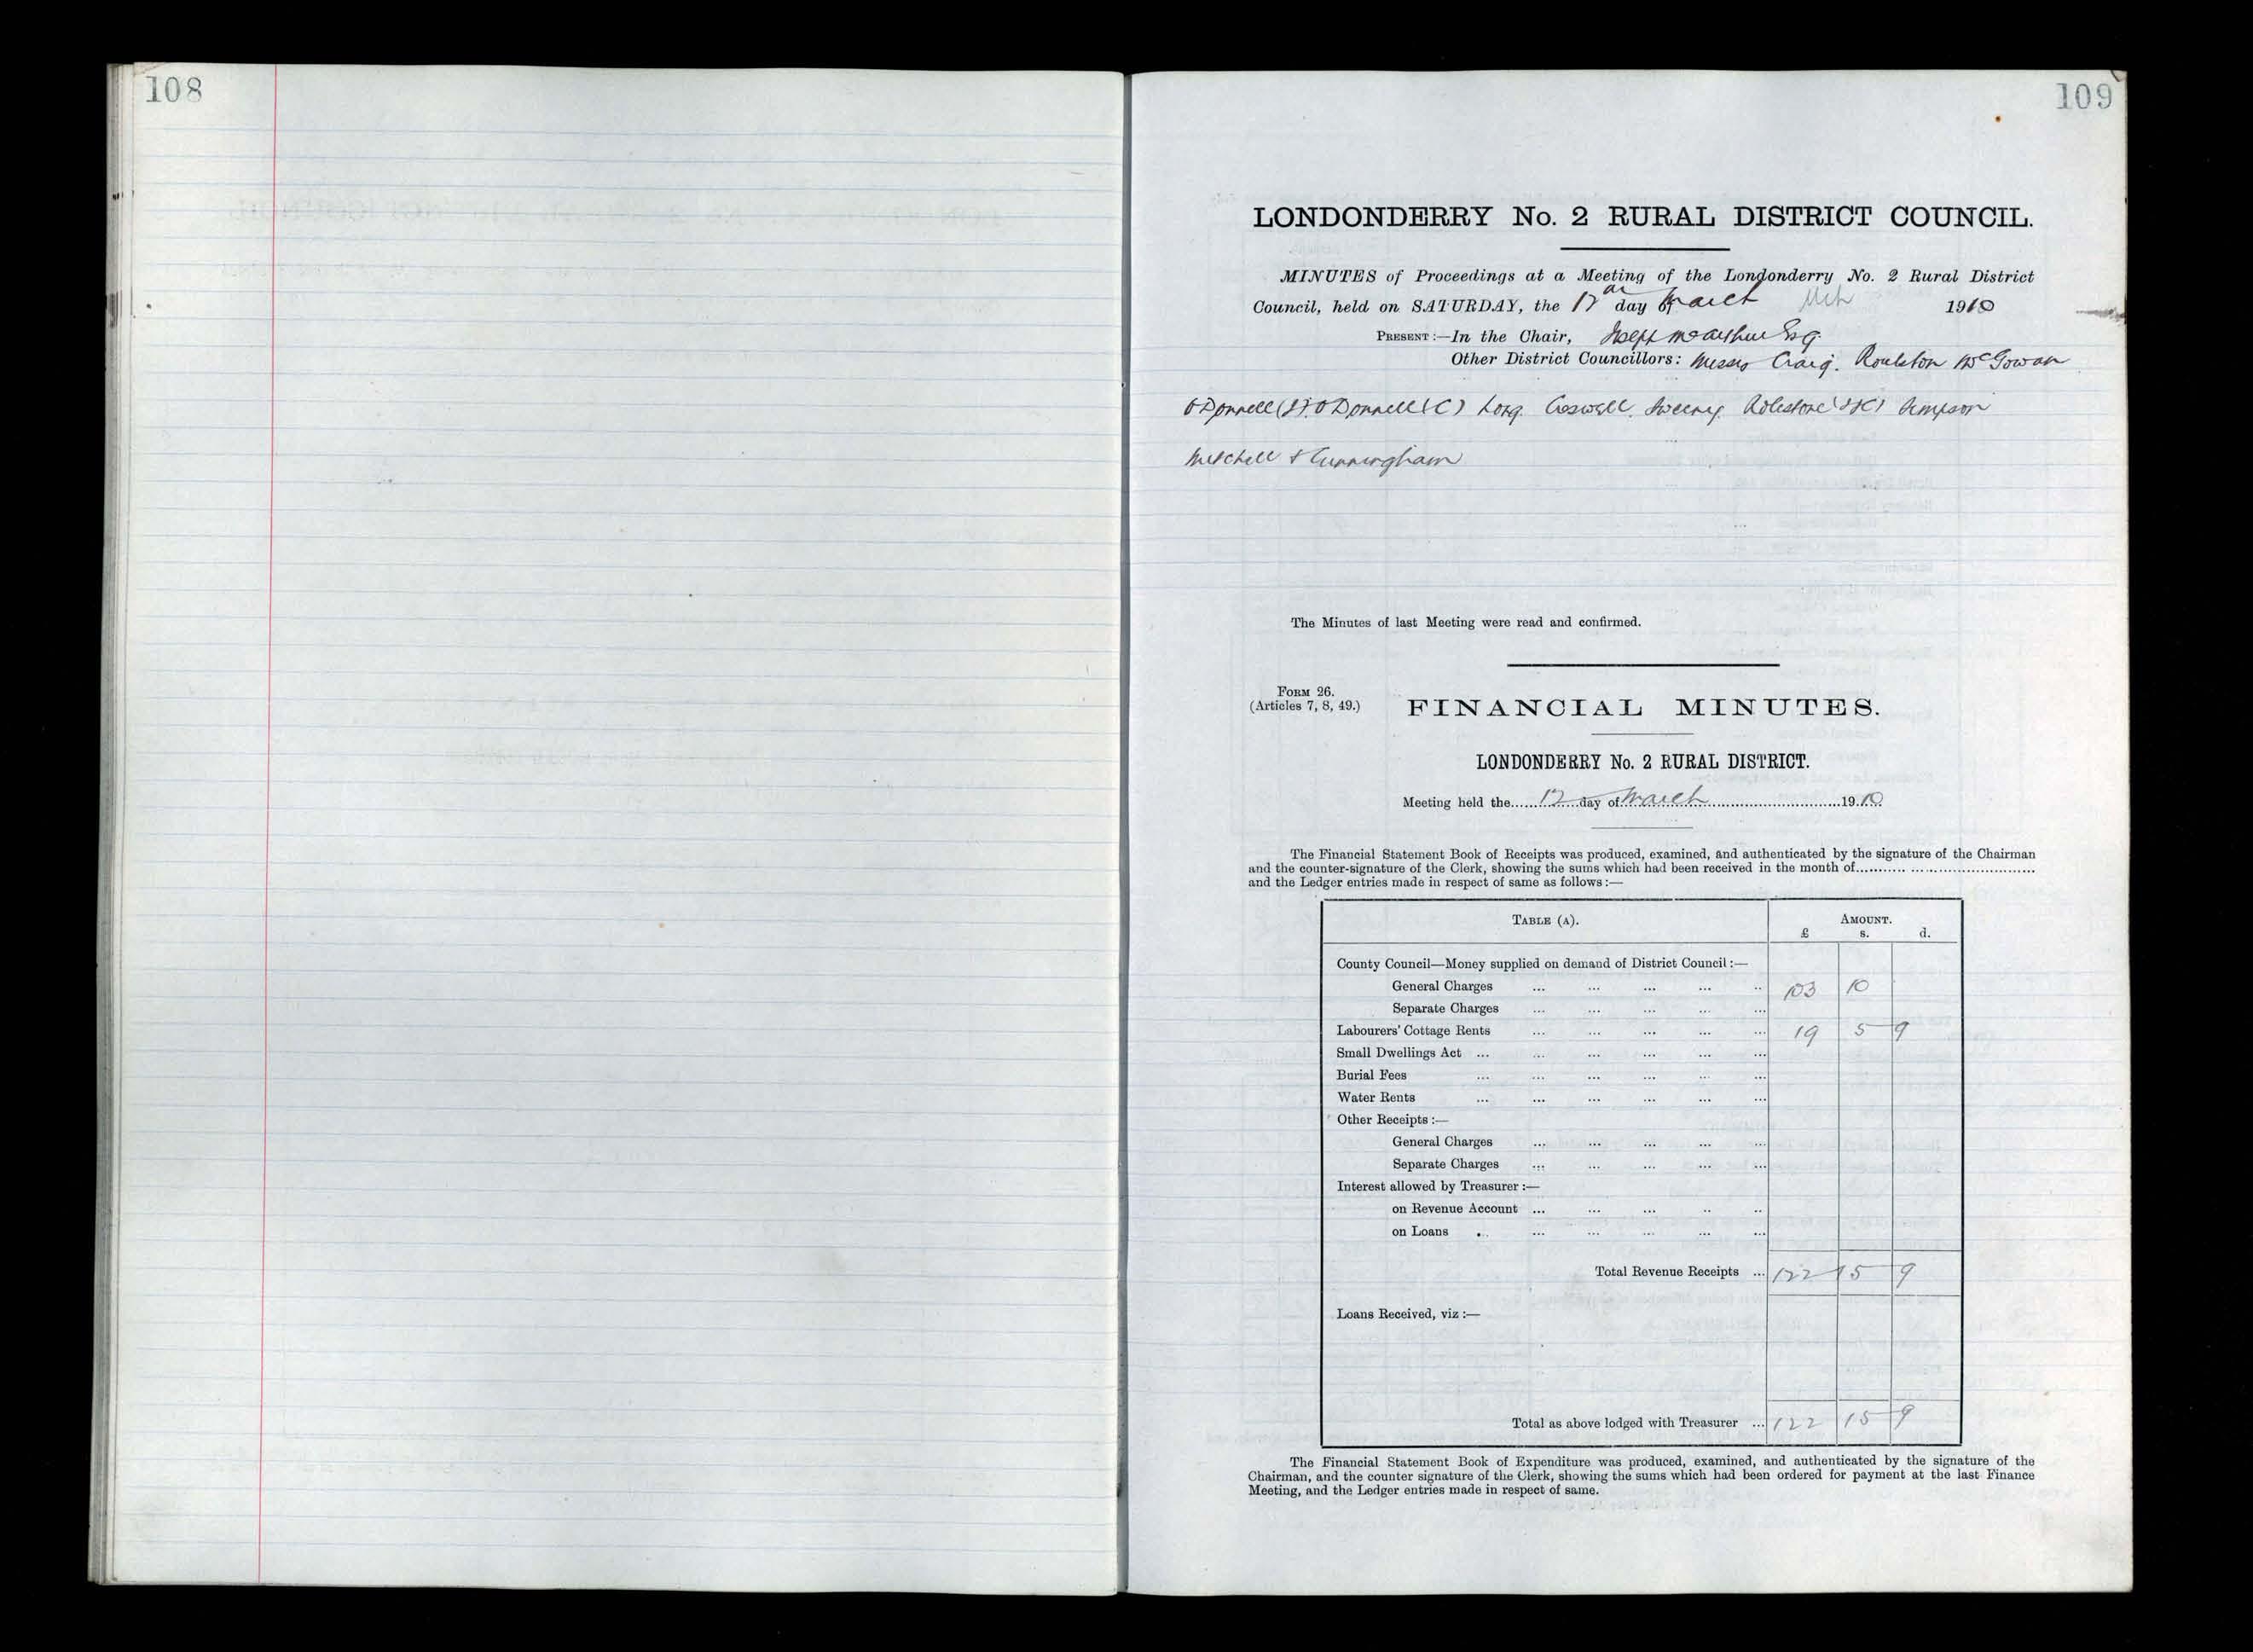 108
109
LONDONDERRY No. 2 RURAL DISTRICT COUNCIL.
MINUTES of Proceedings at a Meeting of the Londonderry No. 2 Rural District
Council, held on SATURDAY, the 12th day of March 1910
PRESENT:—In the Chair, Joseph McArthur Esq.
Other District Councillors: Messrs Craig. Roulston McGowan
O'Donnell (J) O'Donnell (C) Long. Sweeny. Simpson
Mitchell & Cunningham
The Minutes of last Meeting were read and confirmed.
FORM 26.
(Articles 7, 8, 49.)
FINANCIAL MINUTES.
LONDONDERRY No. 2 RURAL DISTRICT.
Meeting held the......12...day of March..........1910
The Financial Statement Book of Receipts was produced, examined, and authenticated by the signature of the Chairman
and the counter-signature of the Clerk, showing the sums which had been received in the month of..........
and the Ledger entries made in respect of same as follows:—
TABLE (A). AMOUNT.
£ s. d.
County Council—Money supplied on demand of District Council:—
General Charges ... ... ... ... .. 103 10
Separate Charges ... ... ... ... ...
Labourers' Cottage Rents ... ... ... ... ... 19 5 9
Small Dwellings Act ... ... ... ... ... ...
Burial Fees ... ... ... ... ... ...
Water Rents ... ... ... ... ... ...
Other Receipts:—
General Charges ... ... ... ... ...
Separate Charges ... ... ... ... ...
Interest allowed by Treasurer:—
on Revenue Account ... ... ... .. ..
on Loans ... ... ... ... ... ...
Total Revenue Receipts ... 122 15 9
Loans Received, viz:—
Total as above lodged with Treasurer ... 122 15 9
The Financial Statement Book of Expenditure was produced, examined, and authenticated by the signature of the
Chairman, and the counter signature of the Clerk, showing the sums which had been ordered for payment at the last Finance
Meeting, and the Ledger entries made in respect of same.